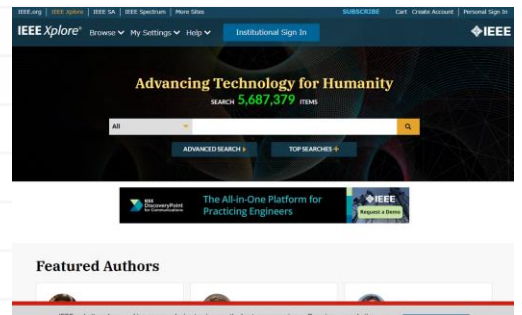 IEEE.org | IEEE Xplore | IEEE SA | IEEE Spectrum | More Sites SUBSCRIBE Cart Create Account | Personal Sign In
IEEE Xplore® Browse My Settings Help Institutional Sign In IEEE
Advancing Technology for Humanity
SEARCH 5,687,379 ITEMS
All
ADVANCED SEARCH TOP SEARCHES
IEEE DiscoveryPoint for Communications
The All-in-One Platform for
Practicing Engineers
IEEE
Request a Demo
Featured Authors